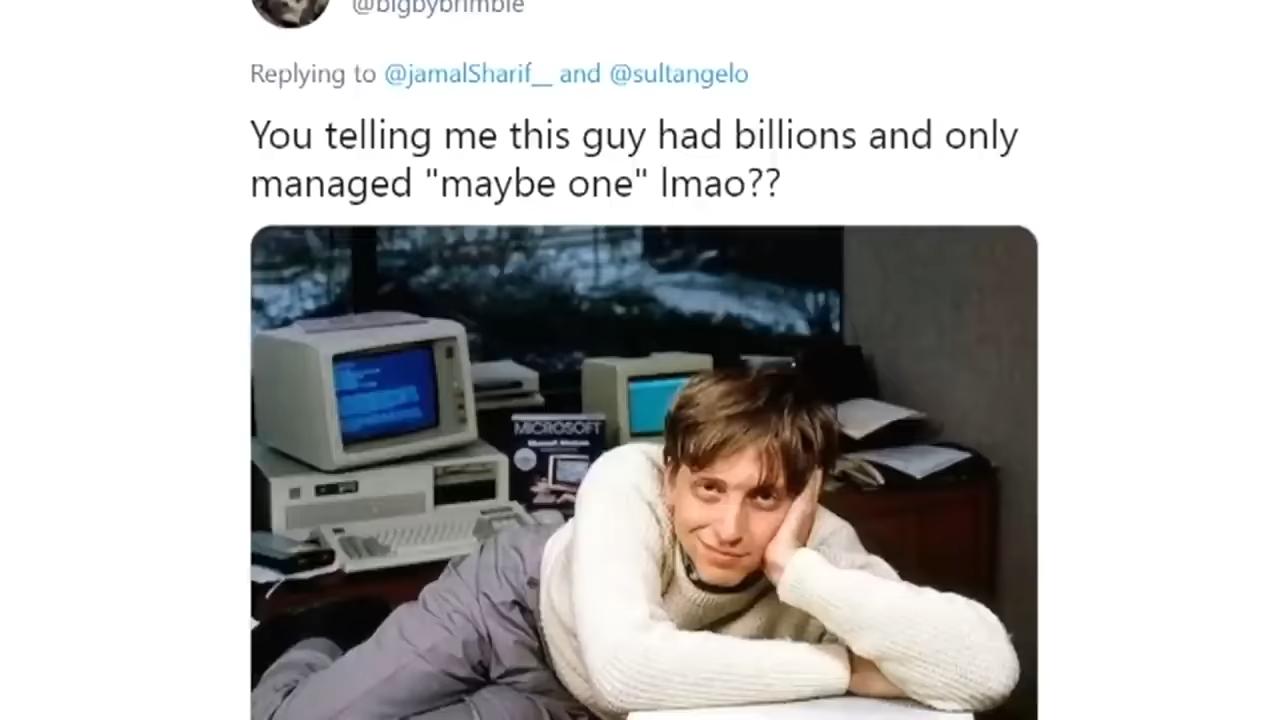 @bigbybrimble
Replying to @jamalSharif__ and @sultangelo
You telling me this guy had billions and only
managed "maybe one" lmao??
MICROSOFT